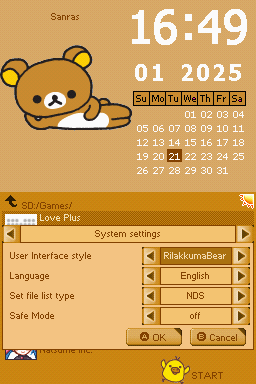 Sanras
16:49
01 2025
Su Mo Tu We Th Fr Sa
01 02 03 04
05 06 07 08 09 10 11
12 13 14 15 16 17 18
19 20 21 22 23 24 25
26 27 28 29 30 31
SD:/Games/
Love Plus
System settings
User Interface style
RilakkumaBear
Language
English
Set file list type
NDS
Safe Mode
off
A OK
B Cancel
Natsume Inc.
START